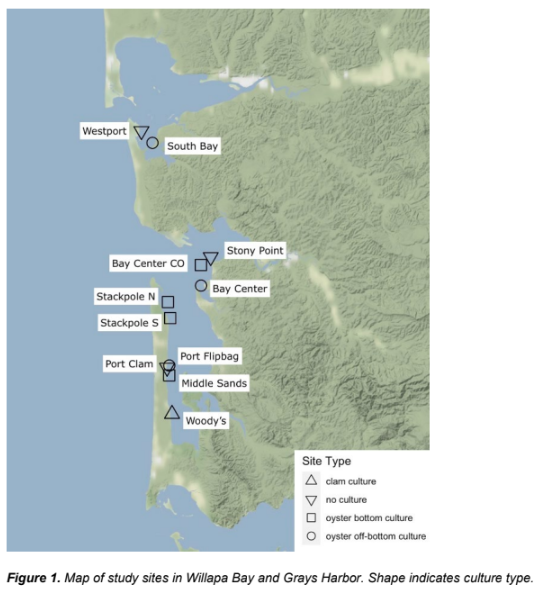 Westport
South Bay
Stony Point
Bay Center CO
Bay Center
Stackpole N
Stackpole S
Port Flipbag
Port Clam
Middle Sands
Woody's
Site Type
clam culture
no culture
oyster bottom culture
oyster off-bottom culture
Figure 1. Map of study sites in Willapa Bay and Grays Harbor. Shape indicates culture type.